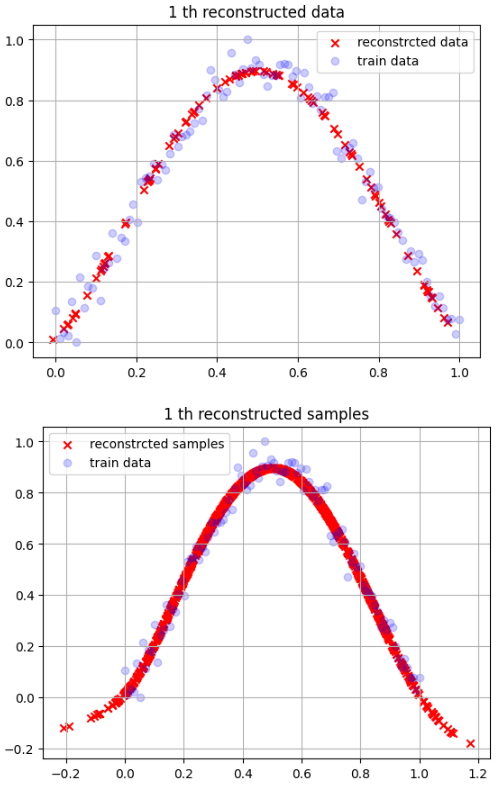 1 th reconstructed data
reconstrcted data
train data
1.0
0.8
0.6
0.4
0.2
0.0
0.0 0.2 0.4 0.6 0.8 1.0
1 th reconstructed samples
reconstrcted samples
train data
1.0
0.8
0.6
0.4
0.2
0.0
−0.2
−0.2 0.0 0.2 0.4 0.6 0.8 1.0 1.2